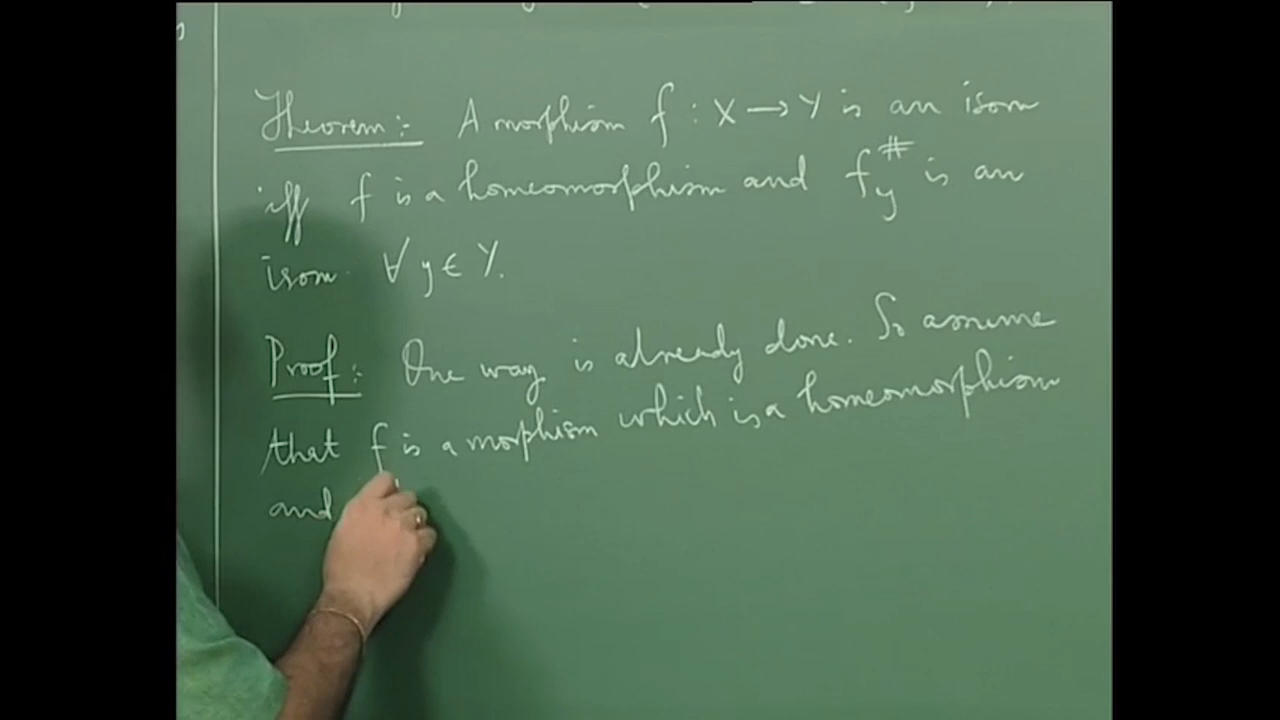 Theorem:- A morphism f : X → Y is an isom
iff f is a homeomorphism and f_y^# is an
isom. ∀ y ∈ Y.
Proof:- One way is already done. So assume
that f is a morphism which is a homeomorphism
and